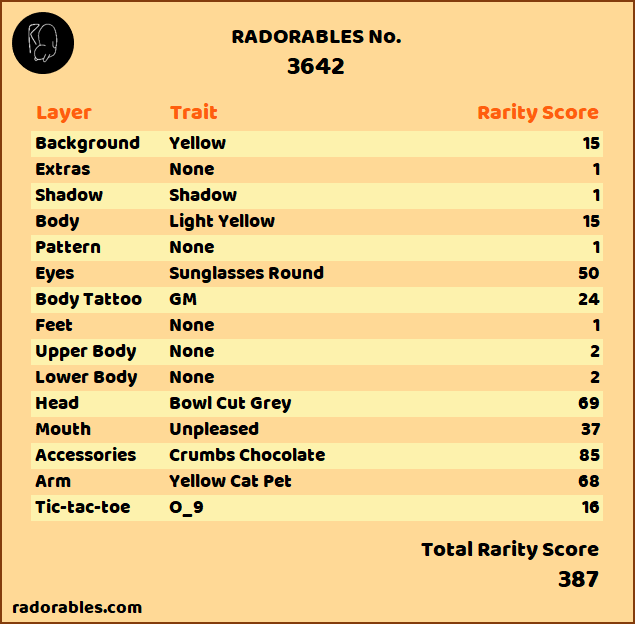 RADORABLES No.
3642
Layer Trait Rarity Score
Background Yellow 15
Extras None 1
Shadow Shadow 1
Body Light Yellow 15
Pattern None 1
Eyes Sunglasses Round 50
Body Tattoo GM 24
Feet None 1
Upper Body None 2
Lower Body None 2
Head Bowl Cut Grey 69
Mouth Unpleased 37
Accessories Crumbs Chocolate 85
Arm Yellow Cat Pet 68
Tic-tac-toe O_9 16
Total Rarity Score
387
radorables.com